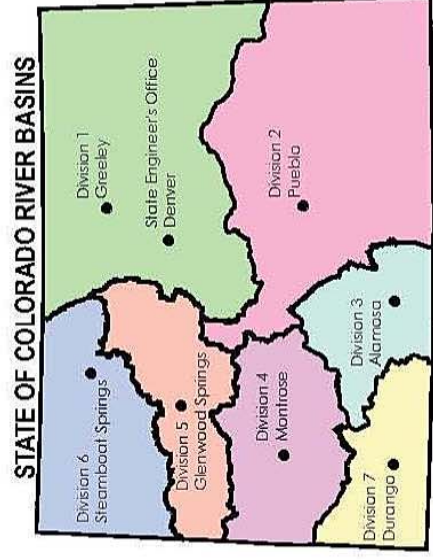 STATE OF COLORADO RIVER BASINS
Division 6
Steamboat Springs
Division 1
Greeley
State Engineer's Office
Denver
Division 5
Glenwood Springs
Division 4
Montrose
Division 2
Pueblo
Division 3
Alamosa
Division 7
Durango